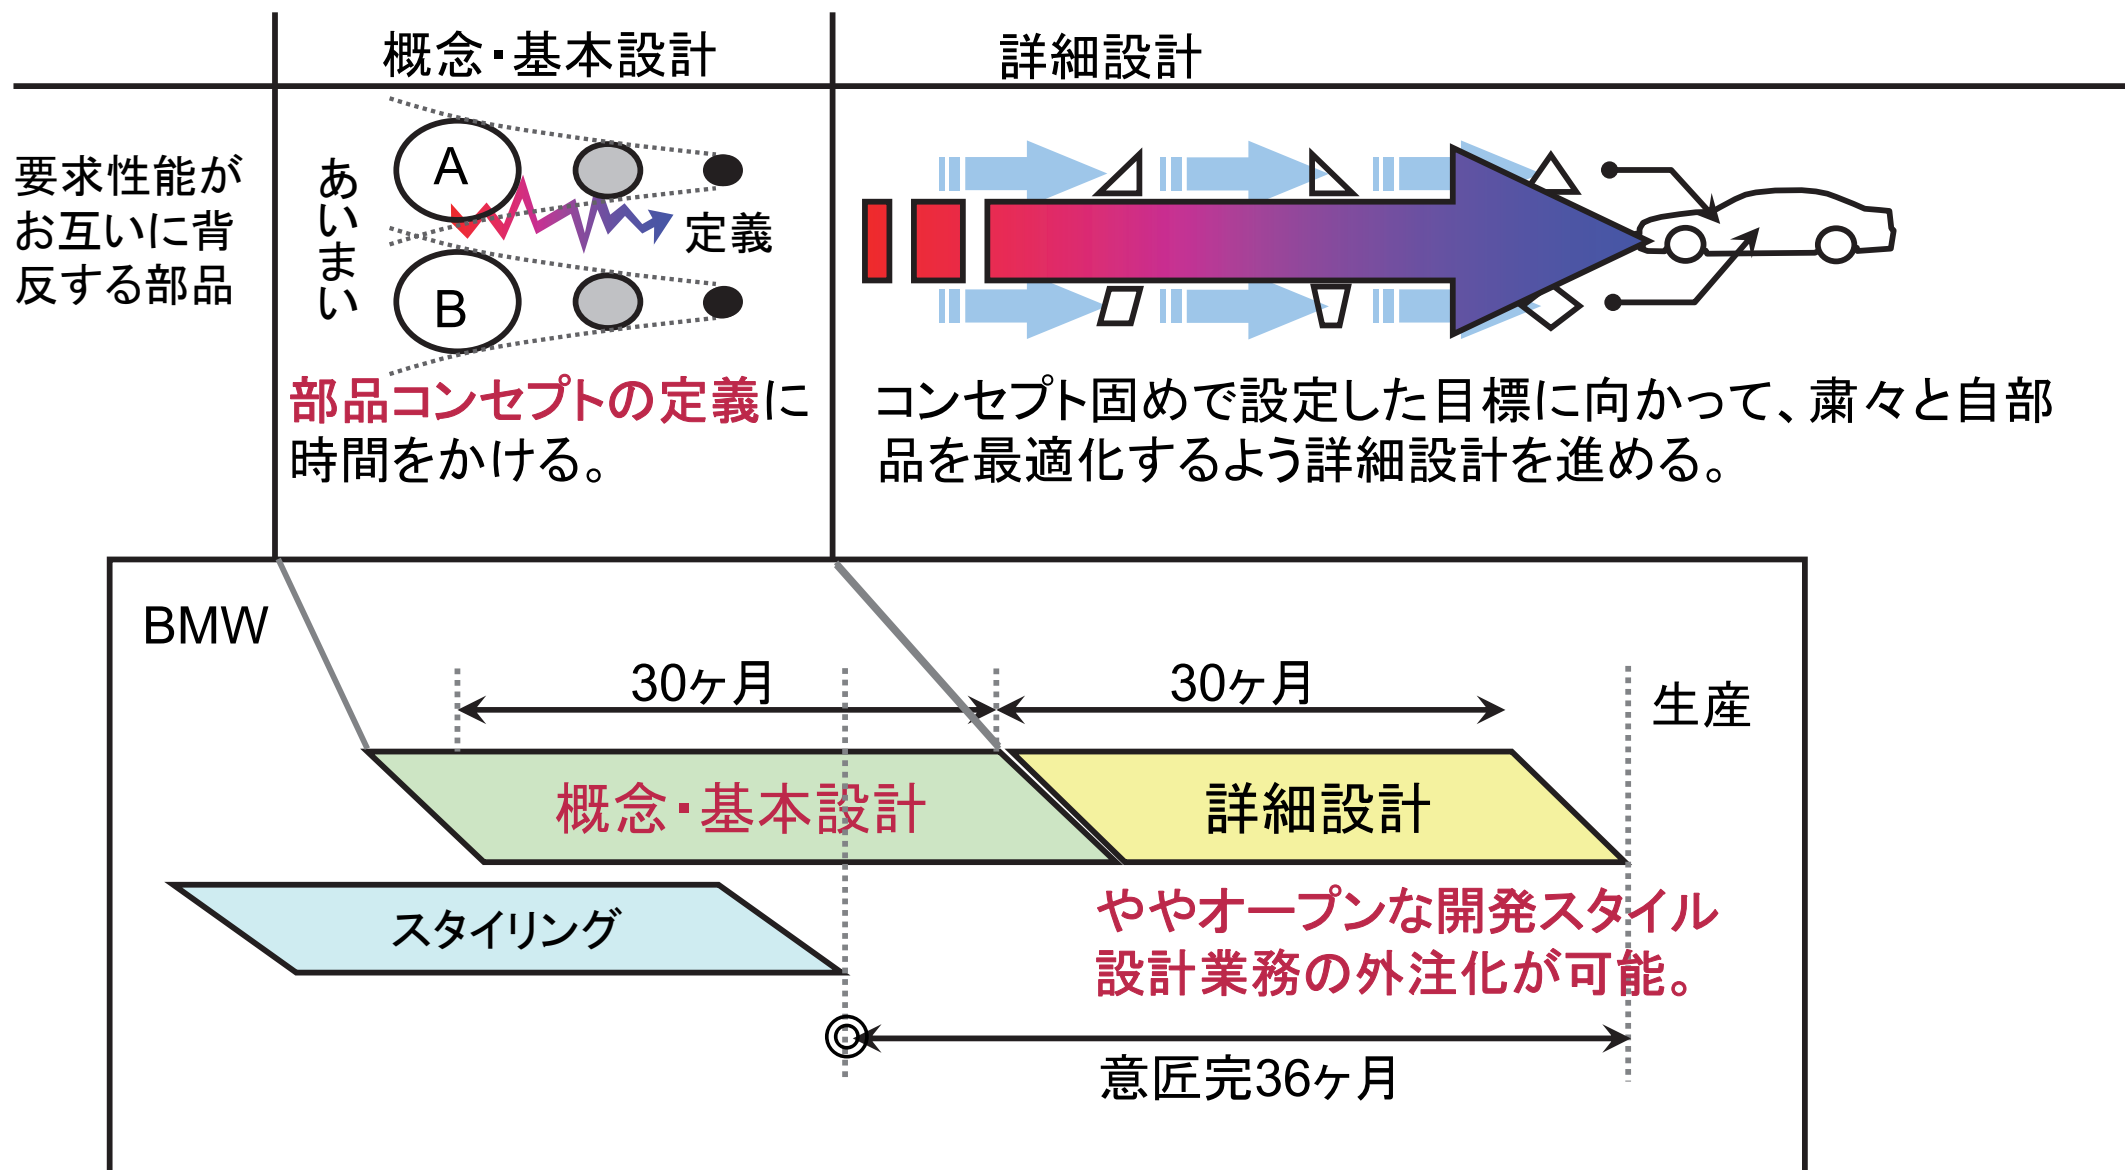 概念・基本設計
詳細設計
要求性能が
お互いに背
反する部品
あいまい
A
B
定義
部品コンセプトの定義に
時間をかける。
コンセプト固めで設定した目標に向かって、粛々と自部
品を最適化するよう詳細設計を進める。
BMW
30ヶ月
30ヶ月
生産
概念・基本設計
詳細設計
スタイリング
ややオープンな開発スタイル
設計業務の外注化が可能。
意匠完36ヶ月